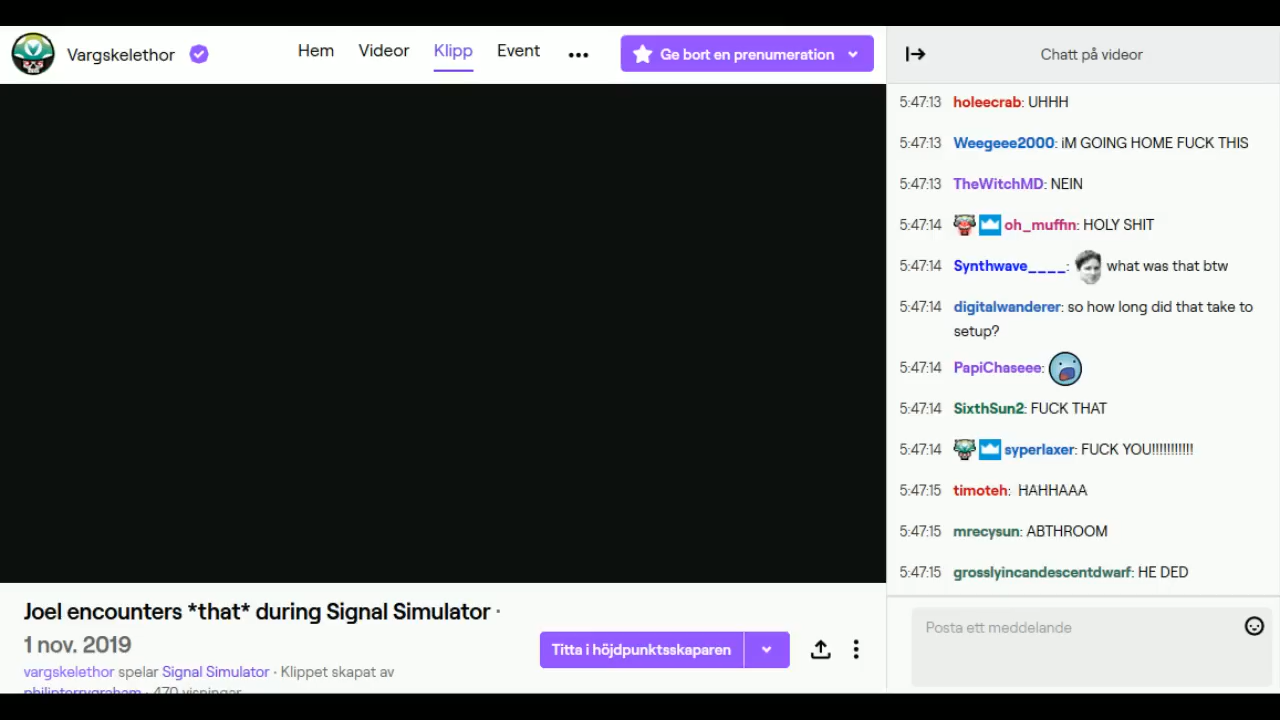 Vargskelethor
Hem Videor Klipp Event
Ge bort en prenumeration
Chatt på videor
5:47:13 holeecrab: UHHH
5:47:13 Weegeee2000: iM GOING HOME FUCK THIS
5:47:13 TheWitchMD: NEIN
5:47:14 oh_muffin: HOLY SHIT
5:47:14 Synthwave____: what was that btw
5:47:14 digitalwanderer: so how long did that take to
setup?
5:47:14 PapiChaseee:
5:47:14 SixthSun2: FUCK THAT
5:47:14 syperlaxer: FUCK YOU!!!!!!!!!!!
5:47:15 timoteh: HAHHAAA
5:47:15 mrecysun: ABTHROOM
5:47:15 grosslyincandescentdwarf: HE DED
Joel encounters *that* during Signal Simulator ·
1 nov. 2019
Titta i höjdpunktsskaparen
vargskelethor spelar Signal Simulator · Klippet skapat av
philipterrygraham · 470 visningar
Posta ett meddelande